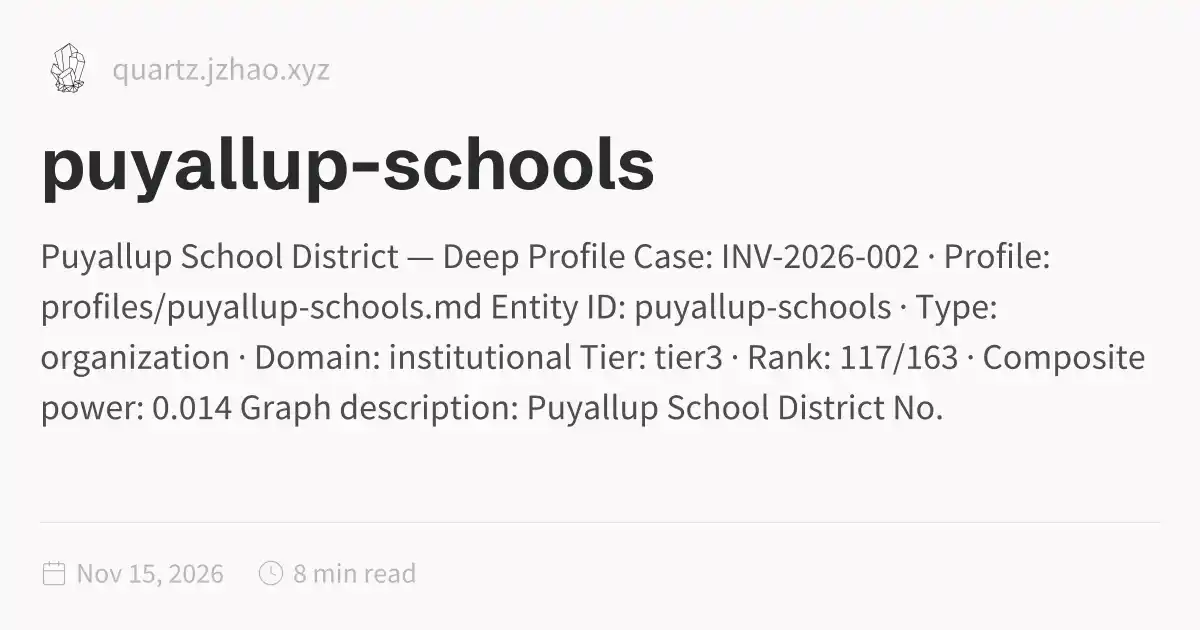 quartz.jzhao.xyz
puyallup-schools
Puyallup School District — Deep Profile Case: INV-2026-002 · Profile:
profiles/puyallup-schools.md Entity ID: puyallup-schools · Type:
organization · Domain: institutional Tier: tier3 · Rank: 117/163 · Composite
power: 0.014 Graph description: Puyallup School District No.
Nov 15, 2026 8 min read